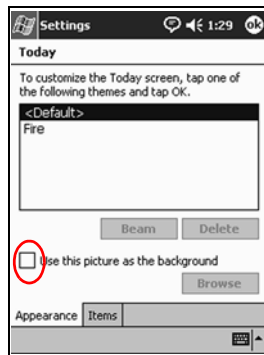 Settings 1:29 ok
Today
To customize the Today screen, tap one of
the following themes and tap OK.
<Default>
Fire
Beam Delete
Use this picture as the background
Browse
Appearance Items